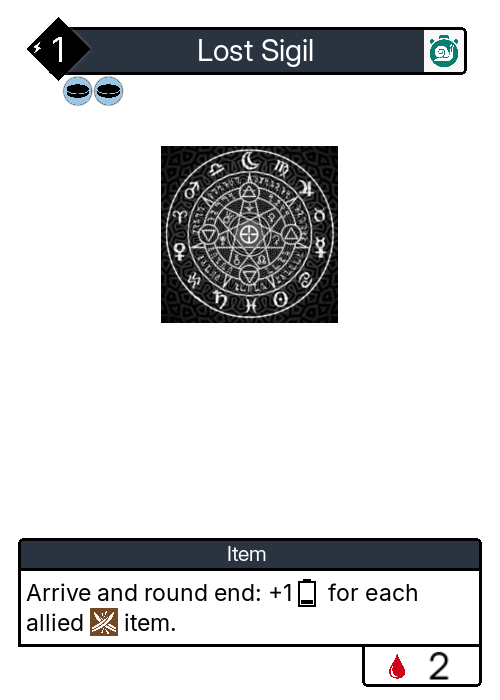 1
Lost Sigil
Item
Arrive and round end: +1 for each
allied item.
2